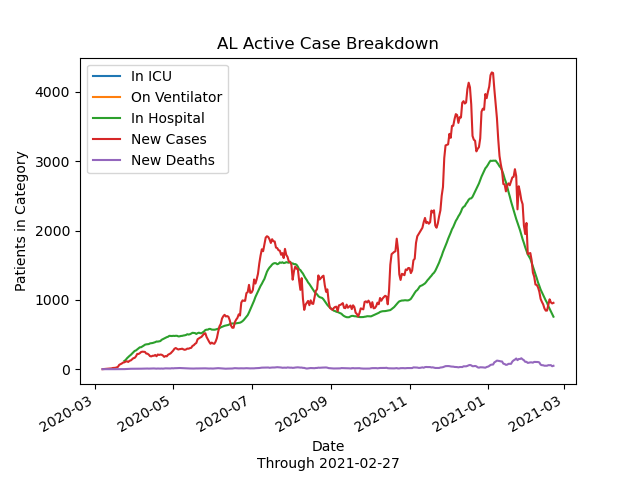 AL Active Case Breakdown
In ICU
On Ventilator
In Hospital
New Cases
New Deaths
Patients in Category
4000
3000
2000
1000
0
2020-03
2020-05
2020-07
2020-09
2020-11
2021-01
2021-03
Date
Through 2021-02-27